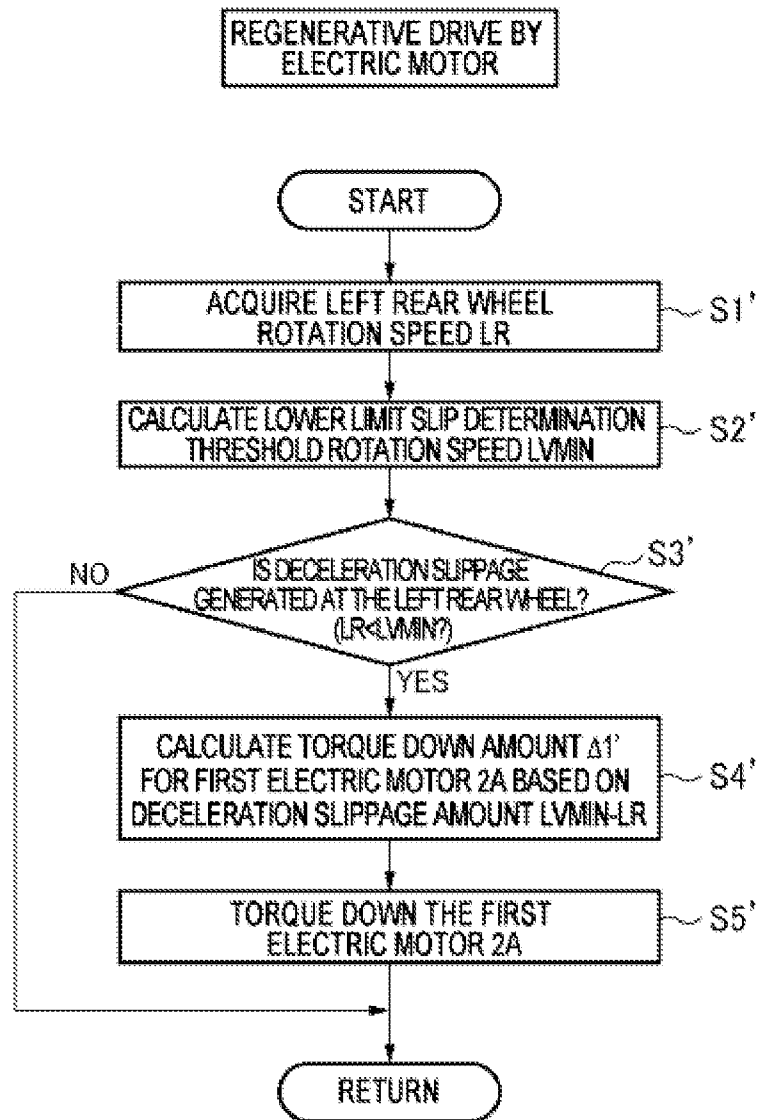 REGENERATIVE DRIVE BY
ELECTRIC MOTOR
START
ACQUIRE LEFT REAR WHEEL
ROTATION SPEED LR
S1'
CALCULATE LOWER LIMIT SLIP DETERMINATION
THRESHOLD ROTATION SPEED LVMIN
S2'
IS DECELERATION SLIPPAGE
GENERATED AT THE LEFT REAR WHEEL?
(LR<LVMIN?)
S3'
NO
YES
CALCULATE TORQUE DOWN AMOUNT Δ1'
FOR FIRST ELECTRIC MOTOR 2A BASED ON
DECELERATION SLIPPAGE AMOUNT LVMIN-LR
S4'
TORQUE DOWN THE FIRST
ELECTRIC MOTOR 2A
S5'
RETURN